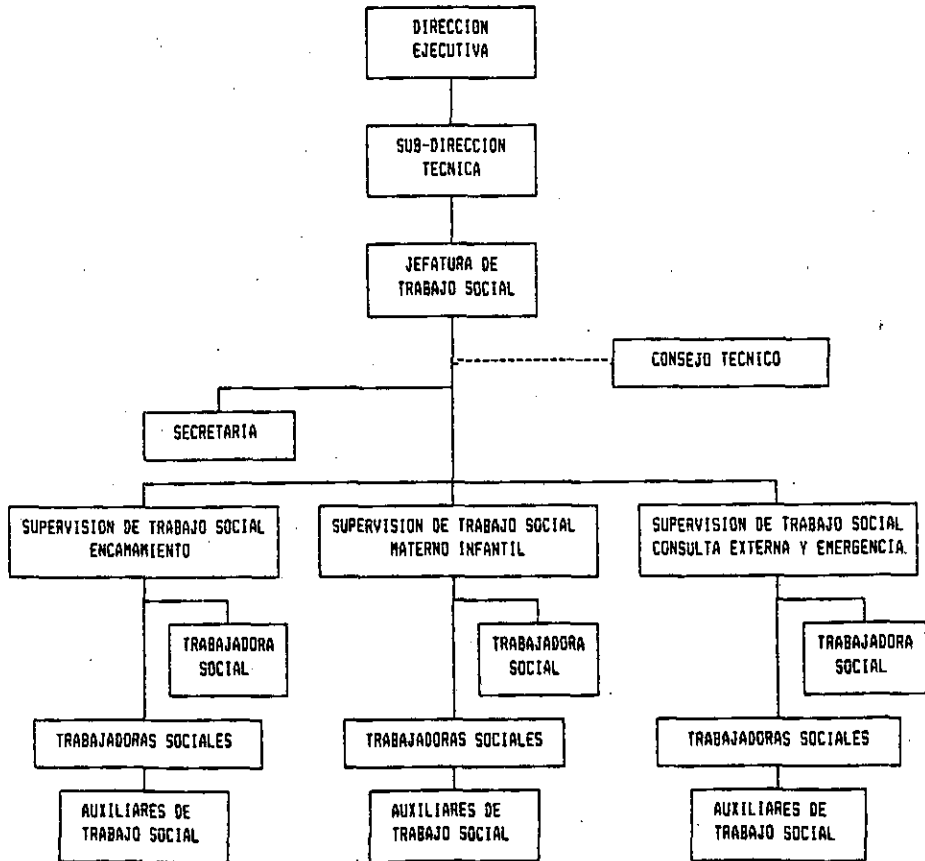 DIRECCION
EJECUTIVA
SUB-DIRECCION
TECNICA
JEFATURA DE
TRABAJO SOCIAL
CONSEJO TECNICO
SECRETARIA
SUPERVISION DE TRABAJO SOCIAL
ENCAMAMIENTO
SUPERVISION DE TRABAJO SOCIAL
MATERNO INFANTIL
SUPERVISION DE TRABAJO SOCIAL
CONSULTA EXTERNA Y EMERGENCIA.
TRABAJADORA
SOCIAL
TRABAJADORA
SOCIAL
TRABAJADORA
SOCIAL
TRABAJADORAS SOCIALES
TRABAJADORAS SOCIALES
TRABAJADORAS SOCIALES
AUXILIARES DE
TRABAJO SOCIAL
AUXILIARES DE
TRABAJO SOCIAL
AUXILIARES DE
TRABAJO SOCIAL